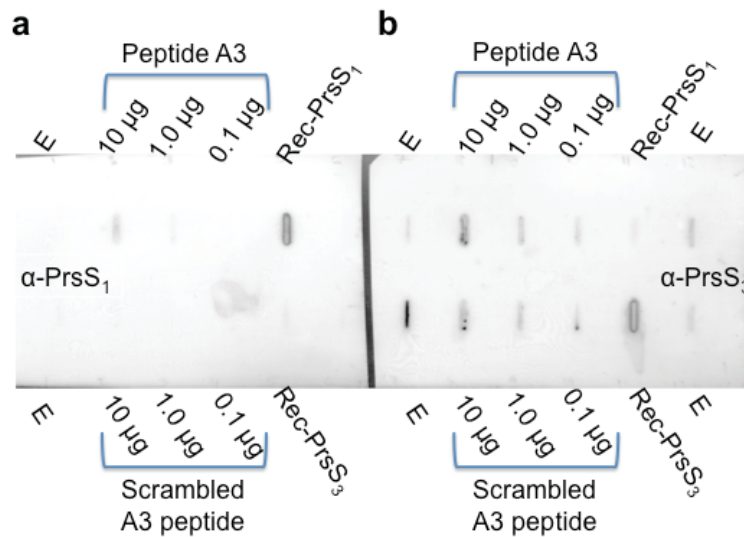 a
b
Peptide A3
Peptide A3
E
10 µg
1.0 µg
0.1 µg
Rec-PrsS1
E
10 µg
1.0 µg
0.1 µg
Rec-PrsS1
E
α-PrsS1
α-PrsS3
E
10 µg
1.0 µg
0.1 µg
Rec-PrsS3
E
10 µg
1.0 µg
0.1 µg
Rec-PrsS3
E
Scrambled
A3 peptide
Scrambled
A3 peptide